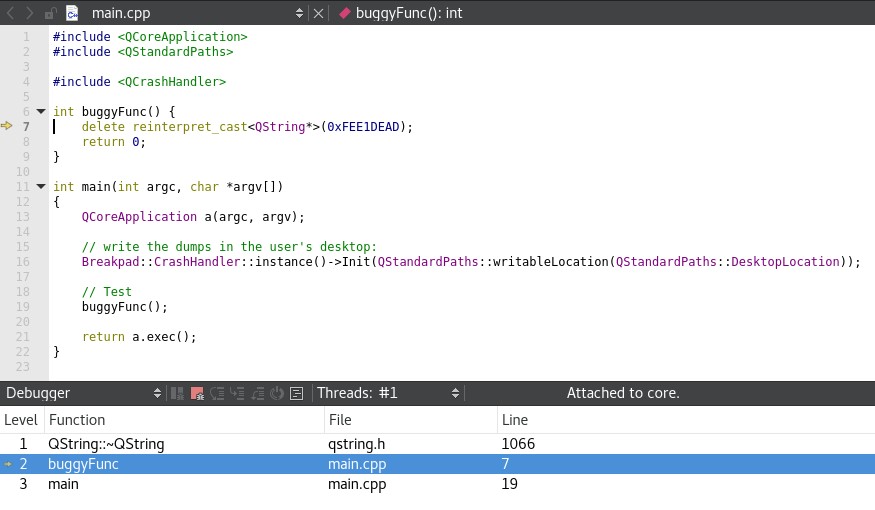 main.cpp buggyFunc(): int
1 #include <QCoreApplication>
2 #include <QStandardPaths>
3
4 #include <QCrashHandler>
5
6 int buggyFunc() {
7 delete reinterpret_cast<QString*>(0xFEE1DEAD);
8 return 0;
9 }
10
11 int main(int argc, char *argv[])
12 {
13 QCoreApplication a(argc, argv);
14
15 // write the dumps in the user's desktop:
16 Breakpad::CrashHandler::instance()->Init(QStandardPaths::writableLocation(QStandardPaths::DesktopLocation));
17
18 // Test
19 buggyFunc();
20
21 return a.exec();
22 }
23
Debugger Threads: #1 Attached to core.
Level Function File Line
1 QString::~QString qstring.h 1066
2 buggyFunc main.cpp 7
3 main main.cpp 19